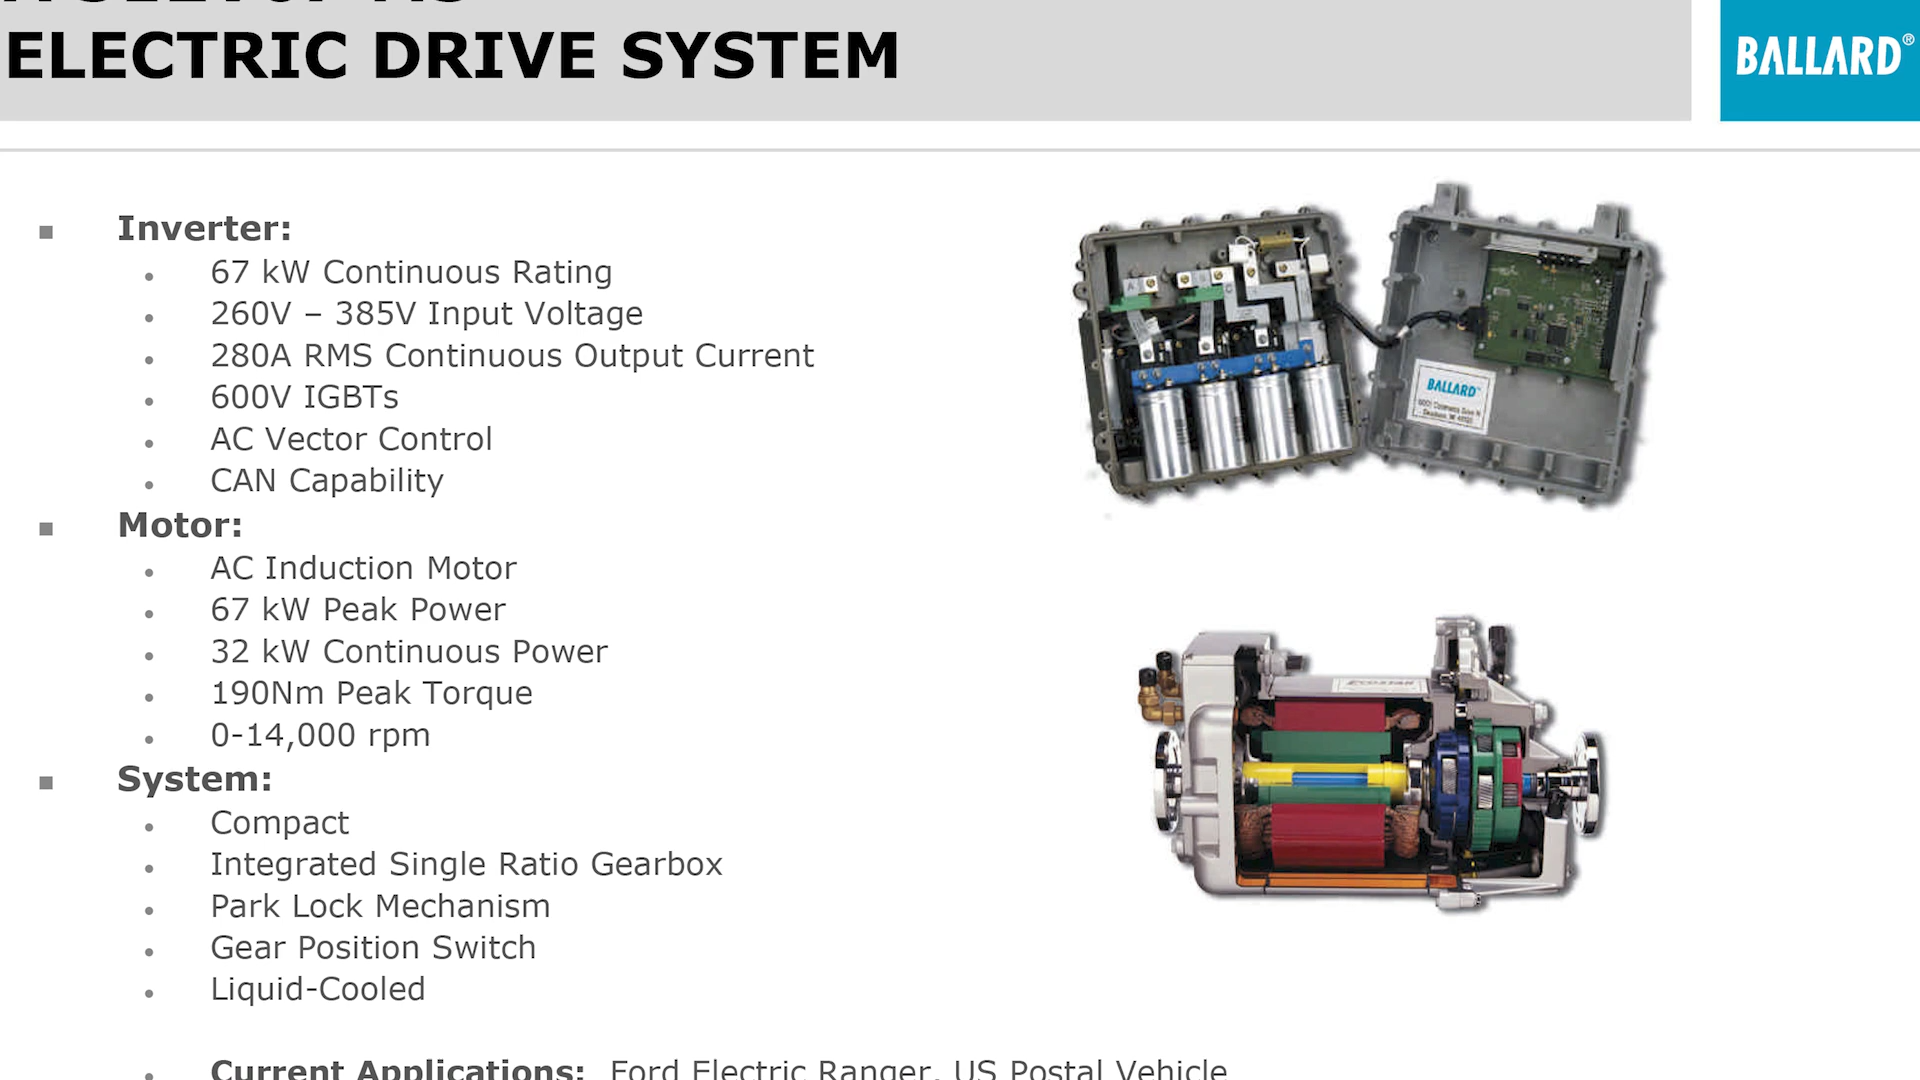 ELECTRIC DRIVE SYSTEM
BALLARD®
Inverter:
67 kW Continuous Rating
260V – 385V Input Voltage
280A RMS Continuous Output Current
600V IGBTs
AC Vector Control
CAN Capability
BALLARD™
Motor:
AC Induction Motor
67 kW Peak Power
32 kW Continuous Power
190Nm Peak Torque
0-14,000 rpm
System:
Compact
Integrated Single Ratio Gearbox
Park Lock Mechanism
Gear Position Switch
Liquid-Cooled
Current Applications: Ford Electric Ranger, US Postal Vehicle